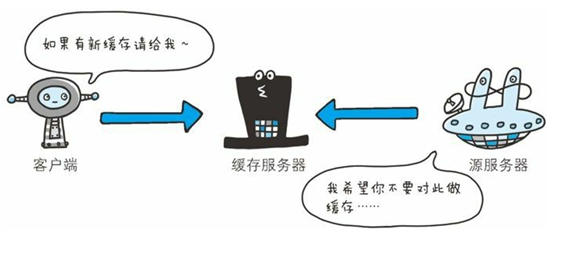 如果有新缓存请给我~
客户端
缓存服务器
源服务器
我希望你不要对此做
缓存……